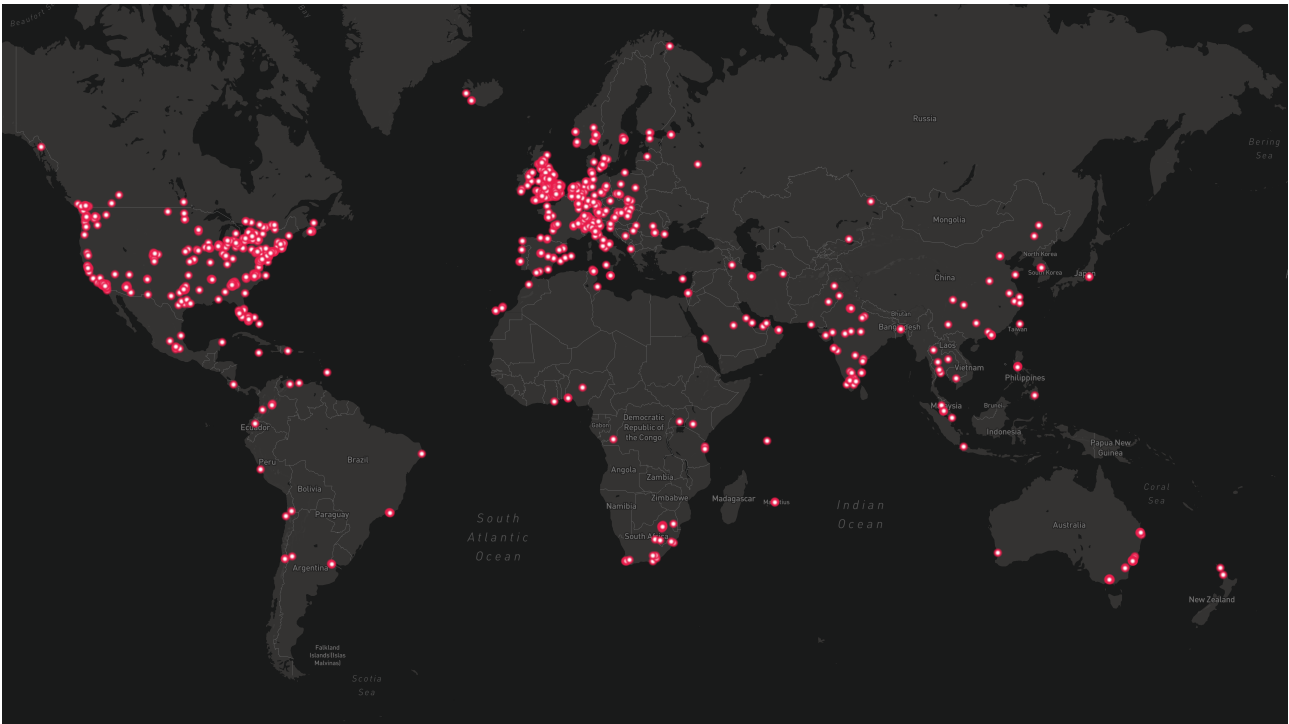 Beaufort S
Bay
Russia
Bering
Sea
Mongolia
North Korea
South Korea
Japan
China
Bhutan
Bangladesh
Taiwan
Laos
Vietnam
Philippines
Malaysia
Brunei
Indonesia
Papua New
Guinea
Ecuador
Peru
Brazil
Bolivia
Paraguay
Argentina
Gabon
Democratic
Republic of
the Congo
Angola
Zambia
Zimbabwe
Namibia
Madagascar
Mauritius
South Africa
South
Atlantic
Ocean
Indian
Ocean
Coral
Sea
Australia
New Zealand
Falkland
Islands(Islas
Malvinas)
Scotia
Sea